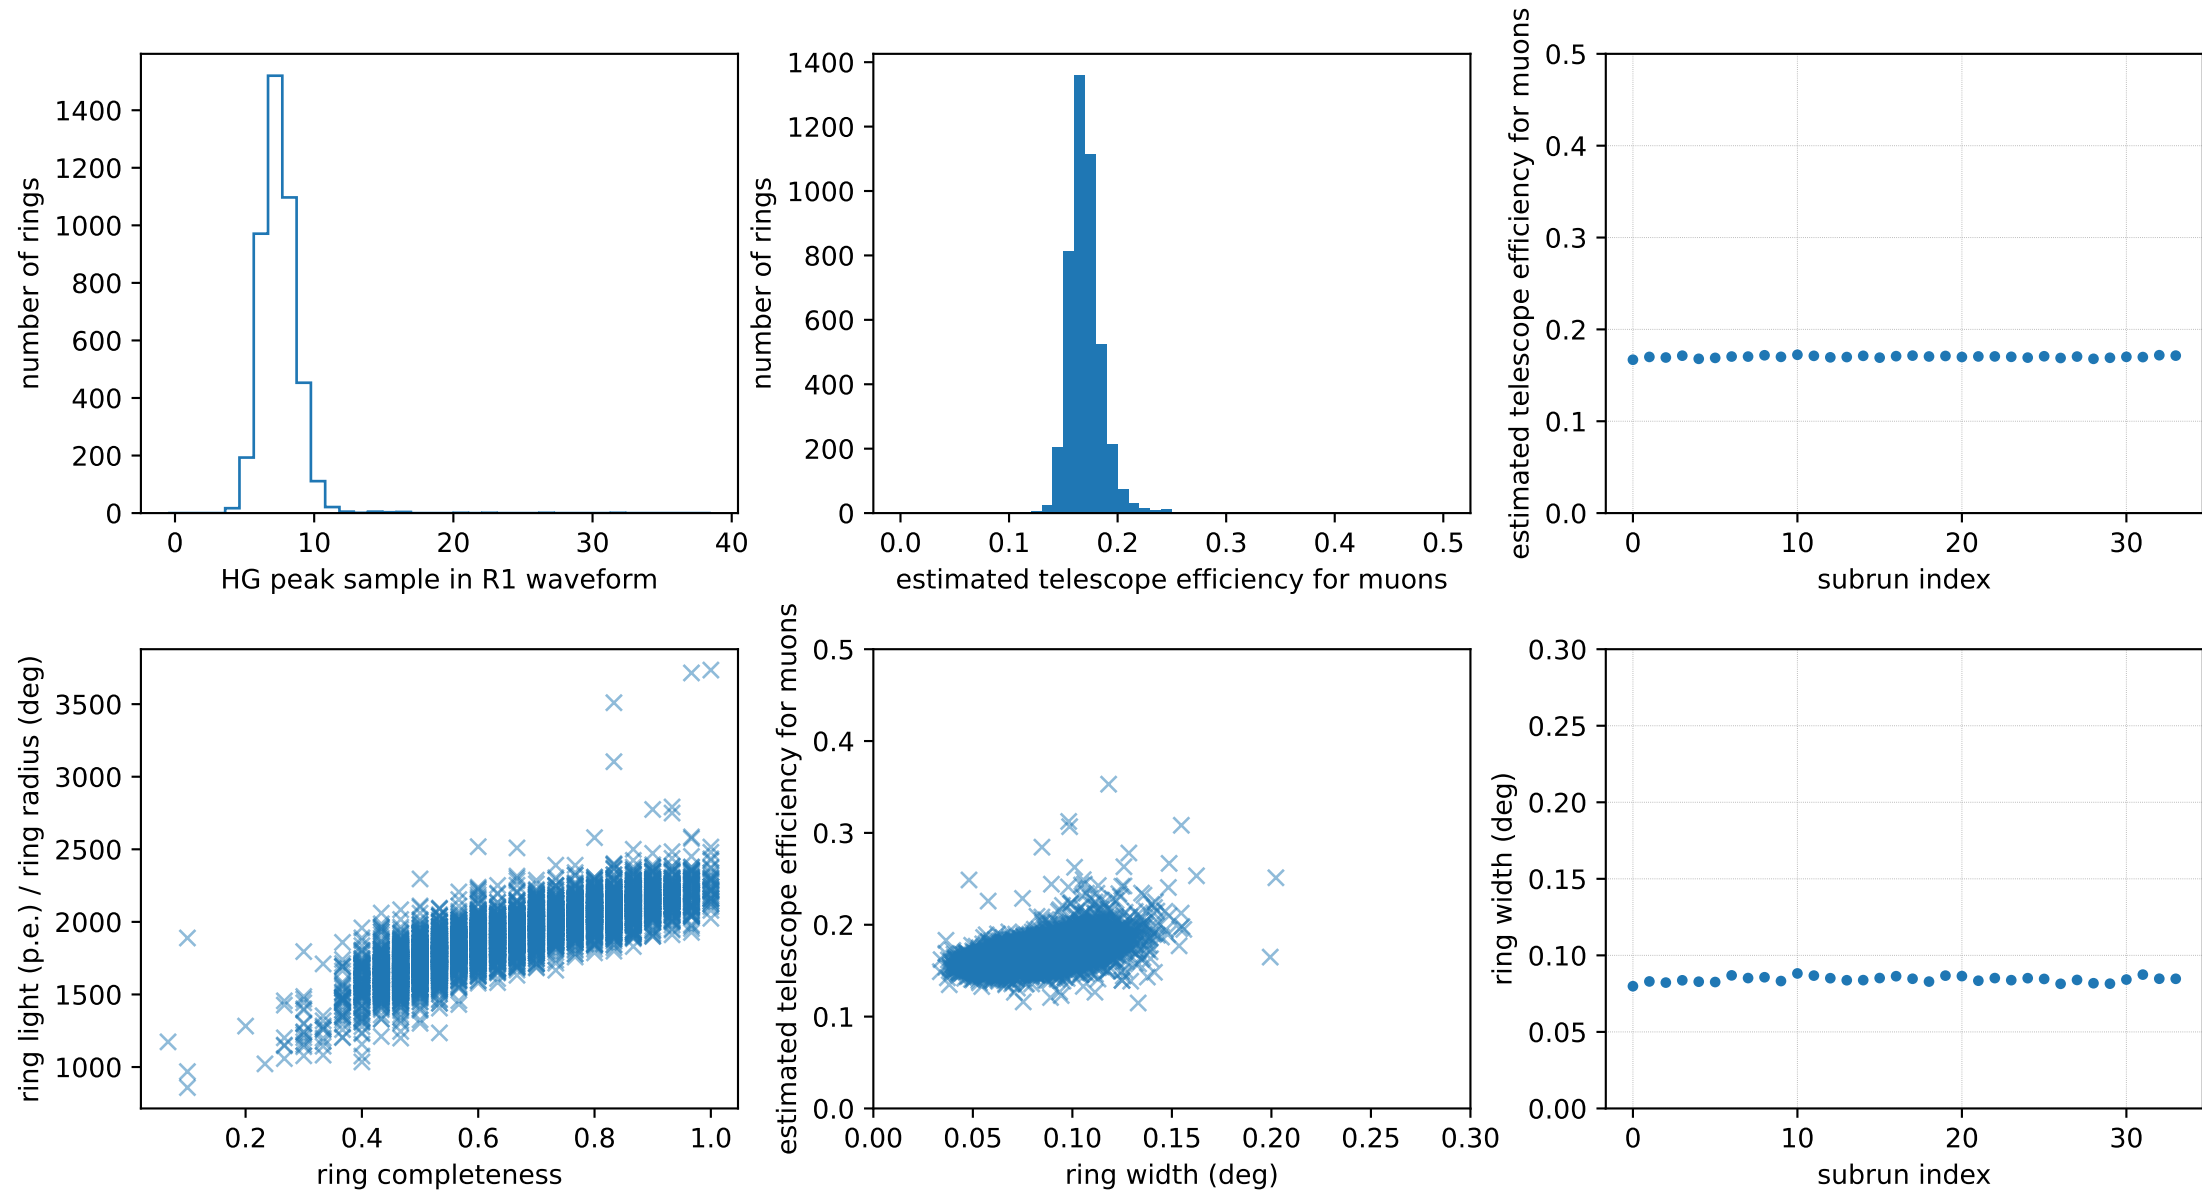 number of rings
1400
1200
1000
800
600
400
200
0
0 10 20 30 40
HG peak sample in R1 waveform
number of rings
1400
1200
1000
800
600
400
200
0
0.0 0.1 0.2 0.3 0.4 0.5
estimated telescope efficiency for muons
estimated telescope efficiency for muons
0.5
0.4
0.3
0.2
0.1
0.0
0 10 20 30
subrun index
ring light (p.e.) / ring radius (deg)
3500
3000
2500
2000
1500
1000
0.2 0.4 0.6 0.8 1.0
ring completeness
estimated telescope efficiency for muons
0.5
0.4
0.3
0.2
0.1
0.0
0.00 0.05 0.10 0.15 0.20 0.25 0.30
ring width (deg)
ring width (deg)
0.30
0.25
0.20
0.15
0.10
0.05
0.00
0 10 20 30
subrun index